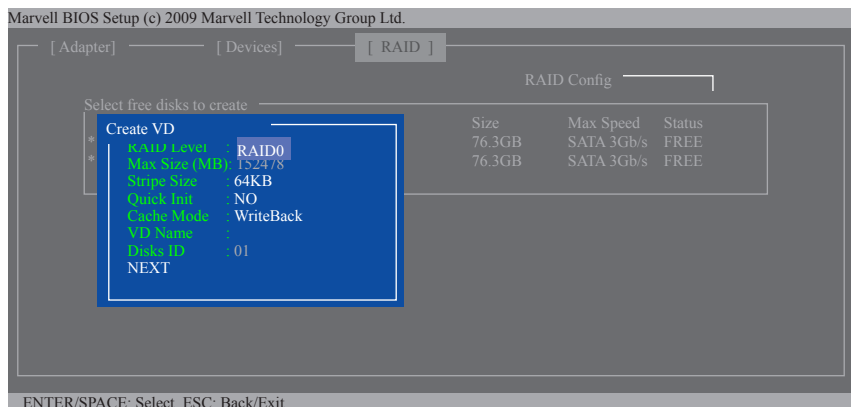 Marvell BIOS Setup (c) 2009 Marvell Technology Group Ltd.
[ Adapter] [ Devices] [ RAID ]
RAID Config
Select free disks to create
Size Max Speed Status
* 76.3GB SATA 3Gb/s FREE
* 76.3GB SATA 3Gb/s FREE
Create VD
RAID Level : RAID0
Max Size (MB): 152478
Stripe Size : 64KB
Quick Init : NO
Cache Mode : WriteBack
VD Name :
Disks ID : 01
NEXT
ENTER/SPACE: Select ESC: Back/Exit